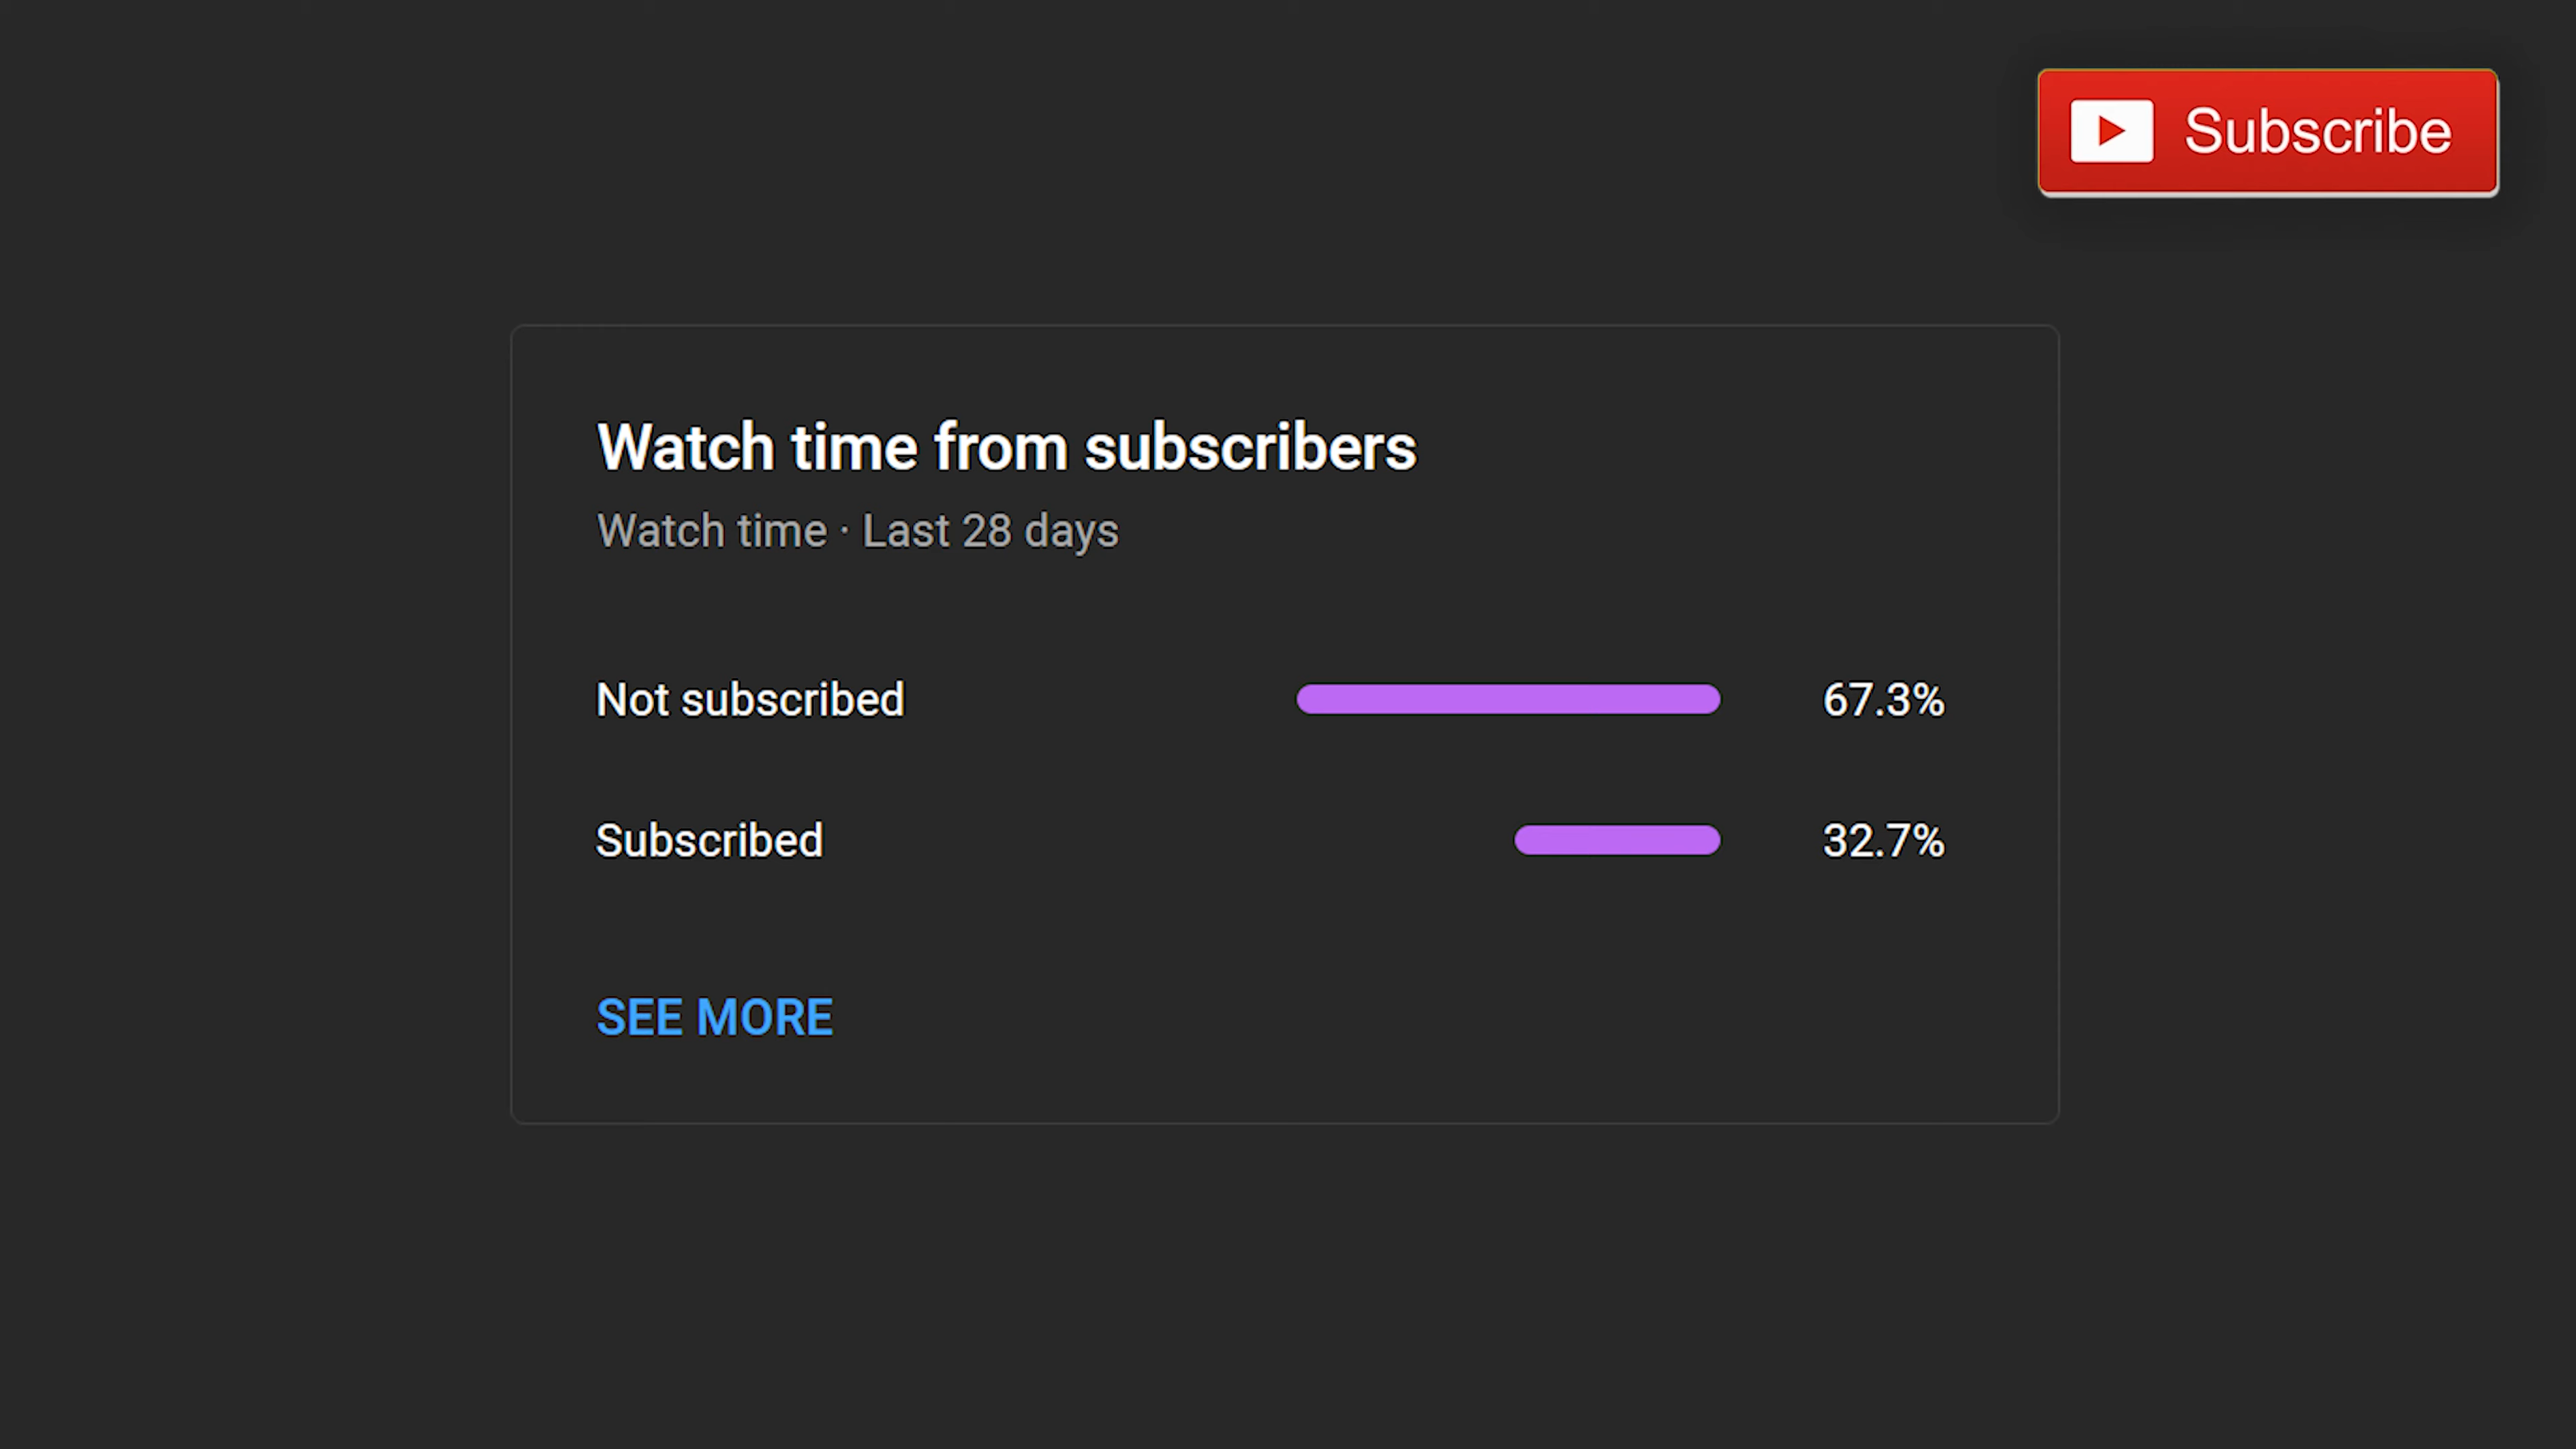 Subscribe
Watch time from subscribers
Watch time · Last 28 days
Not subscribed 67.3%
Subscribed 32.7%
SEE MORE